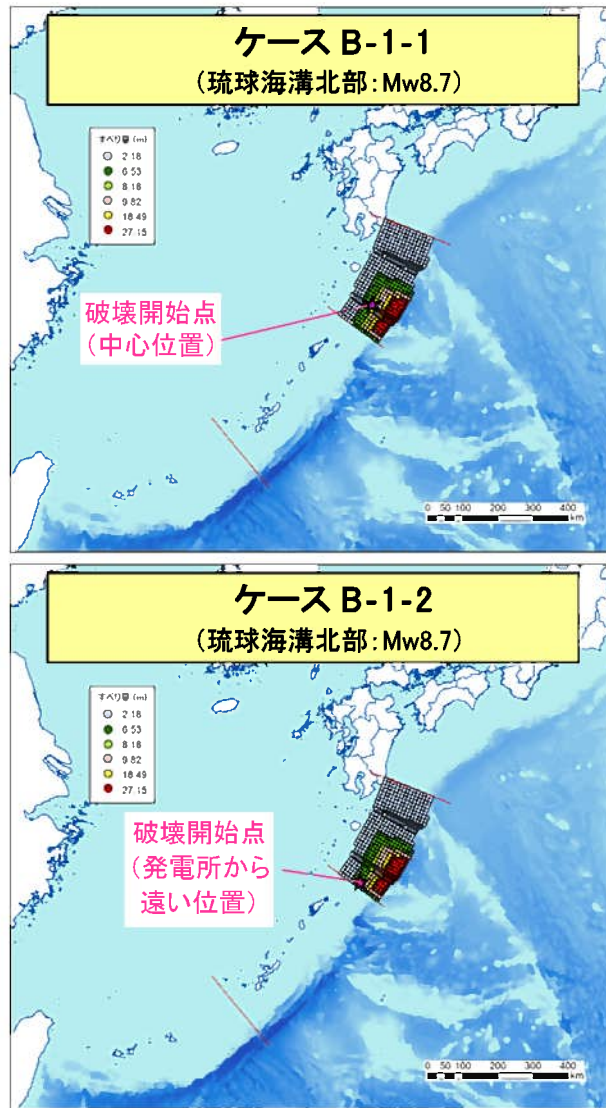 ケース B-1-1
(琉球海溝北部:Mw8.7)
すべり量 (m)
2.18
6.53
8.18
9.82
18.49
27.15
破壊開始点
(中心位置)
0 50 100 200 300 400
km
ケース B-1-2
(琉球海溝北部:Mw8.7)
すべり量 (m)
2.18
6.53
8.18
9.82
18.49
27.15
破壊開始点
(発電所から
遠い位置)
0 50 100 200 300 400
km